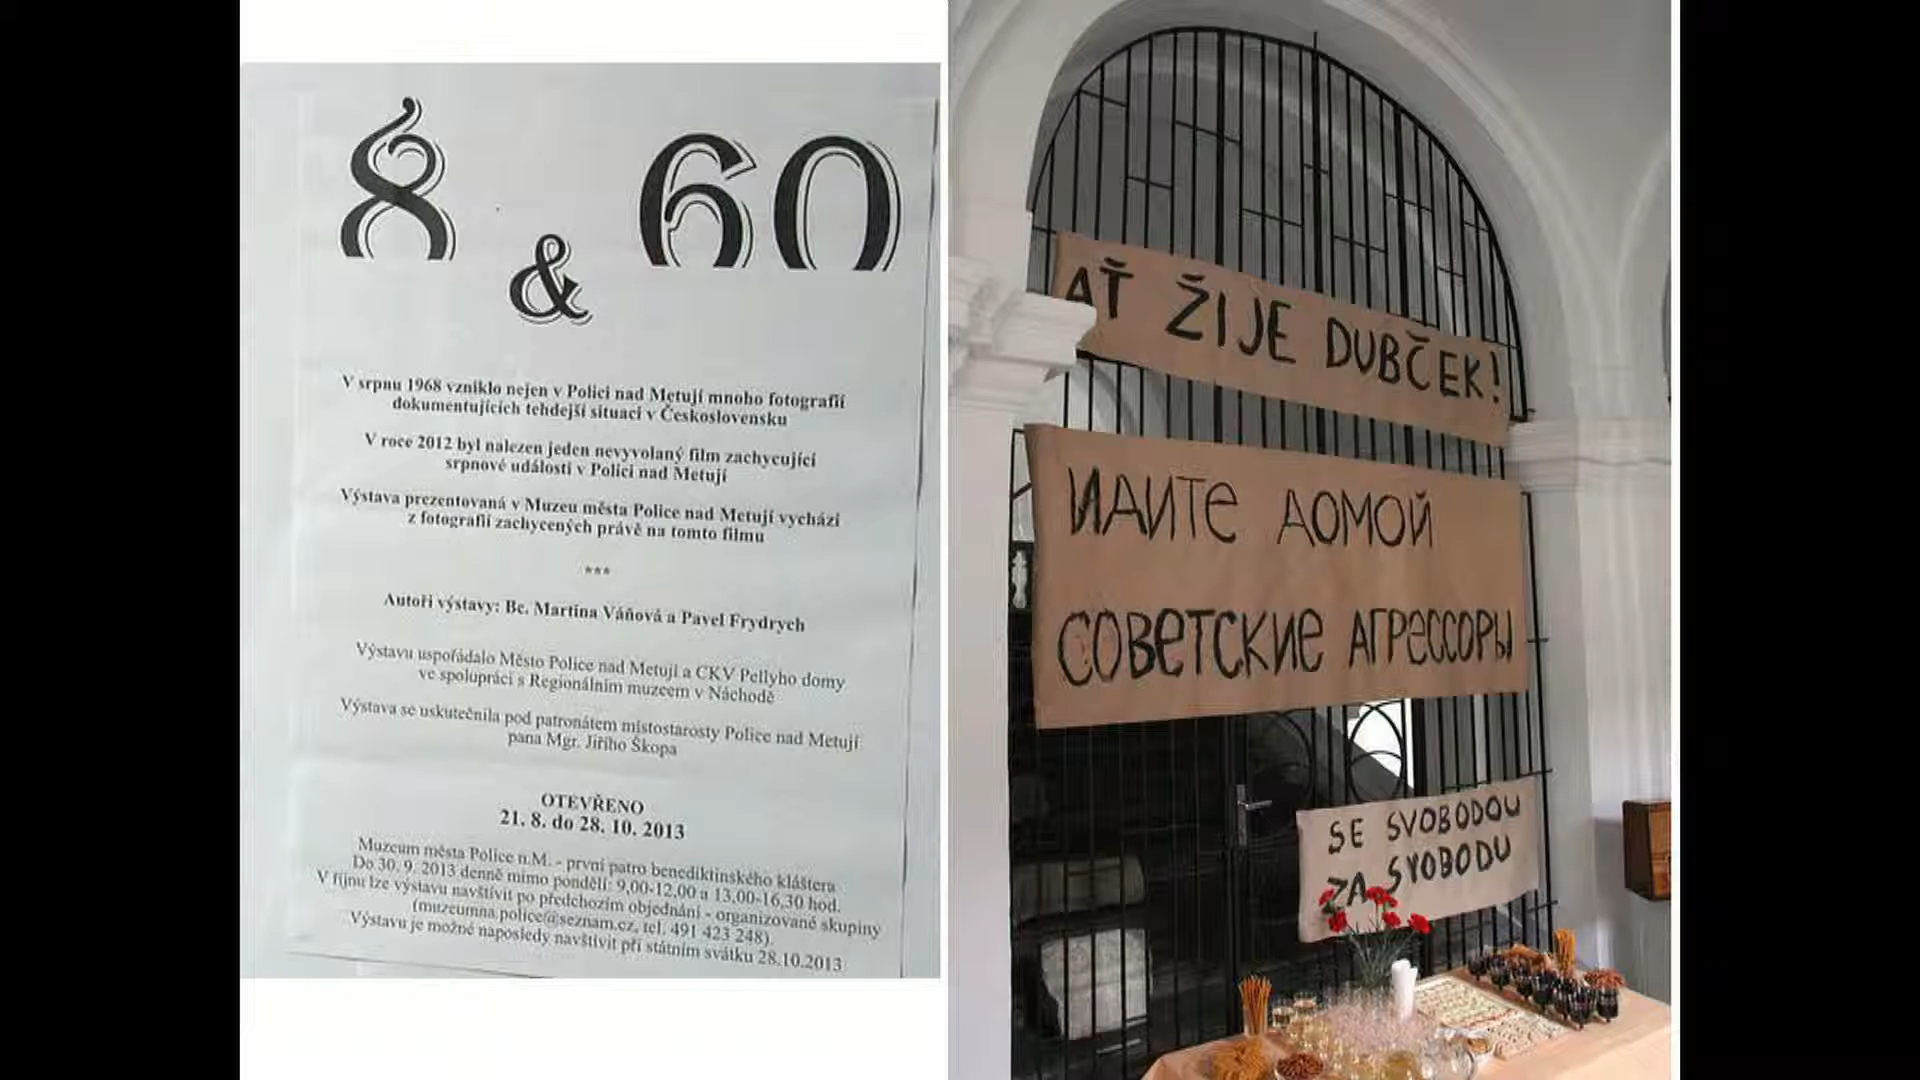 8 & 60
V srpnu 1968 vzniklo nejen v Polici nad Metují mnoho fotografií
dokumentujících tehdejší situaci v Československu
V roce 2012 byl nalezen jeden nevyvolaný film zachycující
srpnové události v Polici nad Metují
Výstava prezentovaná v Muzeu města Police nad Metují vychází
z fotografií zachycených právě na tomto filmu
***
Autoři výstavy: Bc. Martina Váňová a Pavel Frydrych
Výstavu uspořádalo Město Police nad Metují a CKV Pellyho domy
ve spolupráci s Regionálním muzeem v Náchodě
Výstava se uskutečnila pod patronátem místostarosty Police nad Metují
pana Mgr. Jiřího Škopa
OTEVŘENO
21. 8. do 28. 10. 2013
Muzeum města Police n.M. - první patro benediktinského kláštera
Do 30. 9. 2013 denně mimo pondělí: 9,00-12,00 a 13,00-16,30 hod.
V říjnu lze výstavu navštívit po předchozím objednání - organizované skupiny
(muzeumna.police@seznam.cz, tel. 491 423 248).
Výstavu je možné naposledy navštívit při státním svátku 28.10.2013
AŤ ŽIJE DUBČEK!
ИДИТЕ ДОМОЙ
СОВЕТСКИЕ АГРЕССОРЫ
SE SVOBODOU
ZA SVOBODU